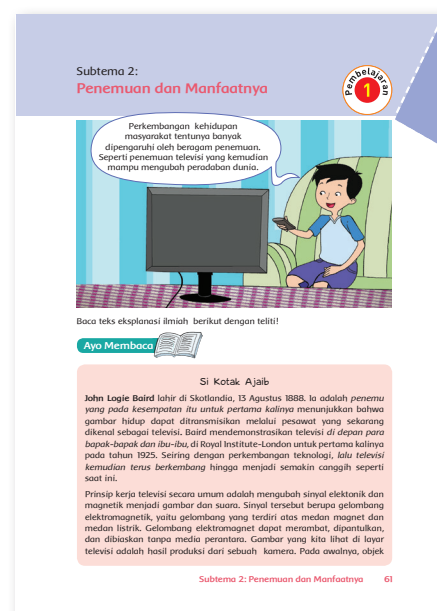 Subtema 2:
Penemuan dan Manfaatnya
Pembelajaran
1
Perkembangan kehidupan
masyarakat tentunya banyak
dipengaruhi oleh beragam penemuan.
Seperti penemuan televisi yang kemudian
mampu mengubah peradaban dunia.
Baca teks eksplanasi ilmiah berikut dengan teliti!
Ayo Membaca
Si Kotak Ajaib
John Logie Baird lahir di Skotlandia, 13 Agustus 1888. Ia adalah penemu
yang pada kesempatan itu untuk pertama kalinya menunjukkan bahwa
gambar hidup dapat ditransmisikan melalui pesawat yang sekarang
dikenal sebagai televisi. Baird mendemonstrasikan televisi di depan para
bapak-bapak dan ibu-ibu, di Royal Institute-London untuk pertama kalinya
pada tahun 1925. Seiring dengan perkembangan teknologi, lalu televisi
kemudian terus berkembang hingga menjadi semakin canggih seperti
saat ini.
Prinsip kerja televisi secara umum adalah mengubah sinyal elektonik dan
magnetik menjadi gambar dan suara. Sinyal tersebut berupa gelombang
elektromagnetik, yaitu gelombang yang terdiri atas medan magnet dan
medan listrik. Gelombang elektromagnet dapat merambat, dipantulkan,
dan dibiaskan tanpa media perantara. Gambar yang kita lihat di layar
televisi adalah hasil produksi dari sebuah kamera. Pada awalnya, objek
Subtema 2: Penemuan dan Manfaatnya 61